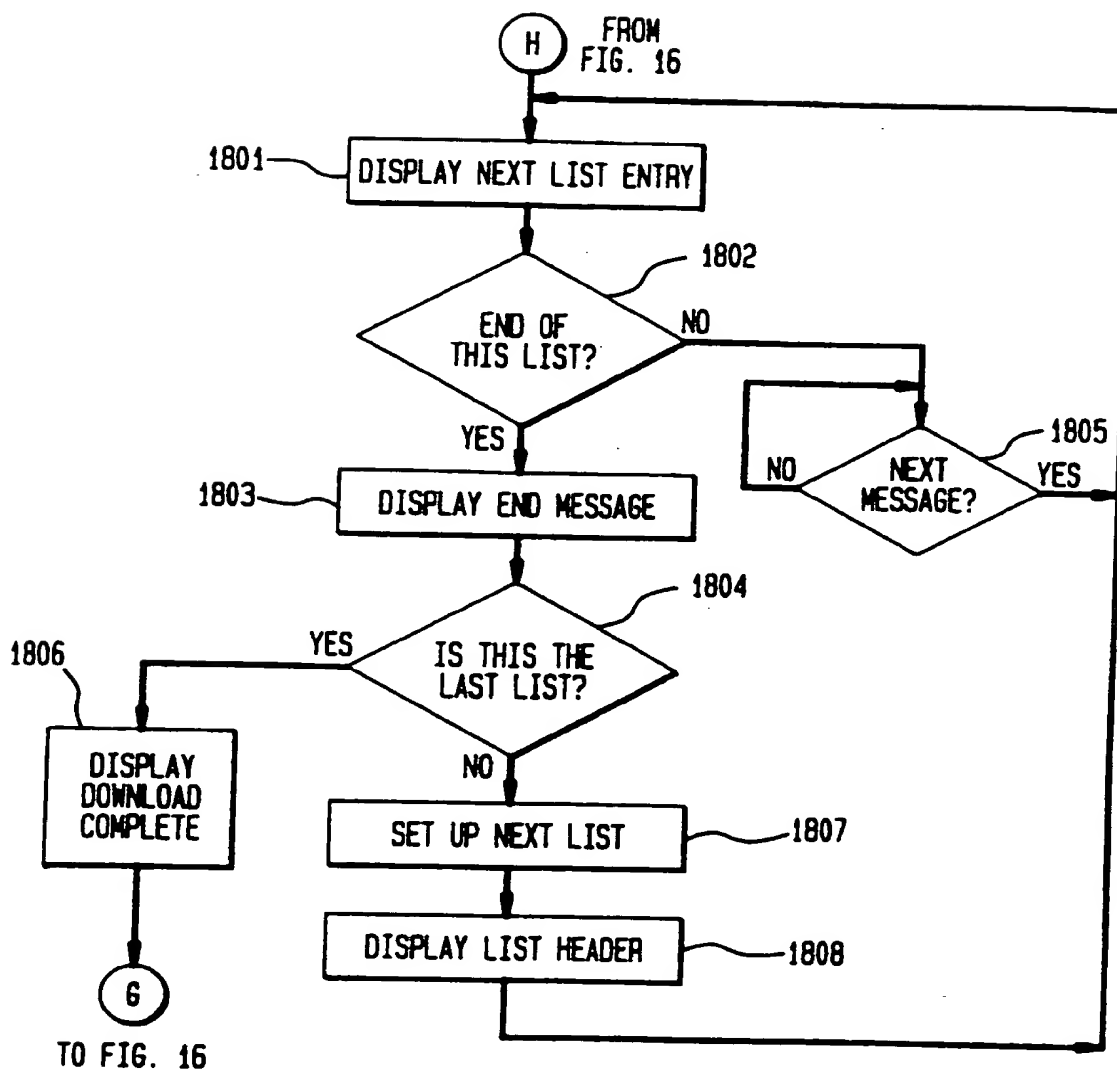 H
FROM
FIG. 16
1801
DISPLAY NEXT LIST ENTRY
1802
END OF
THIS LIST?
NO
YES
1805
NEXT
MESSAGE?
NO
YES
1803
DISPLAY END MESSAGE
1804
IS THIS THE
LAST LIST?
YES
NO
1806
DISPLAY
DOWNLOAD
COMPLETE
SET UP NEXT LIST
1807
DISPLAY LIST HEADER
1808
G
TO FIG. 16